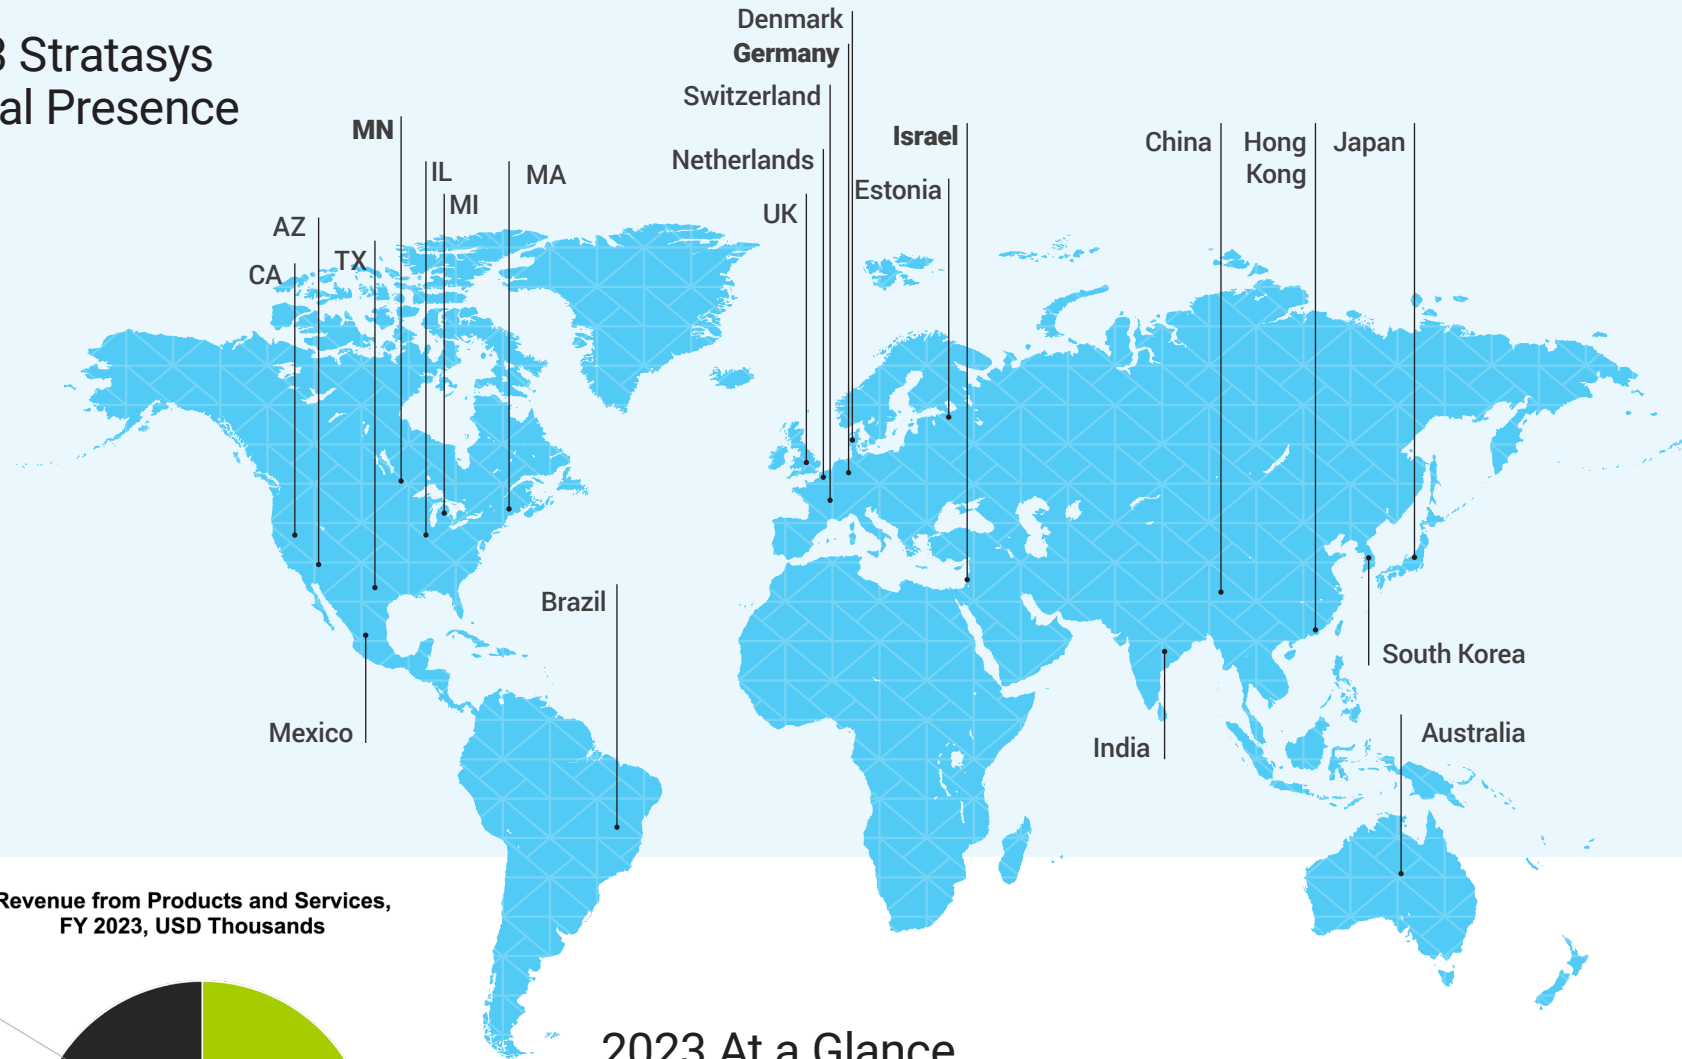 3 Stratasys
al Presence
Denmark
Germany
Switzerland
Netherlands
UK
MN
IL
MI
MA
AZ
TX
CA
Israel
Estonia
China
Hong
Kong
Japan
Brazil
Mexico
South Korea
India
Australia
Revenue from Products and Services,
FY 2023, USD Thousands
2023 At a Glance